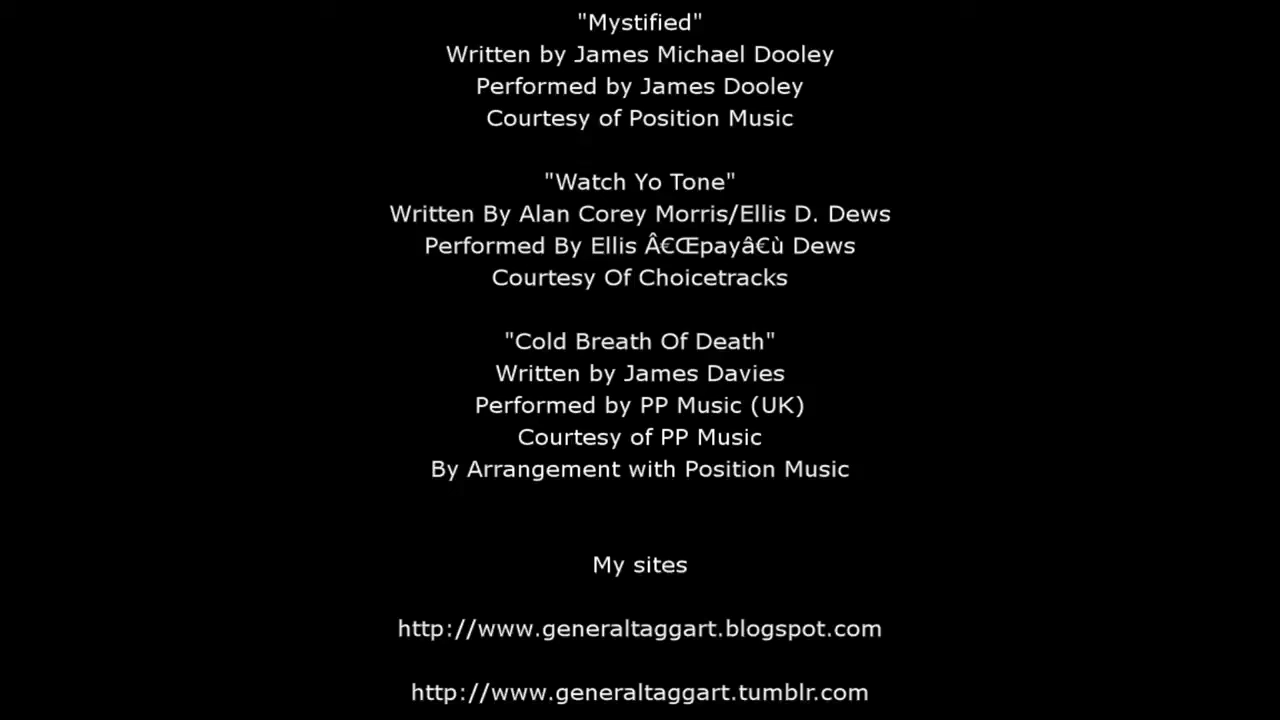 "Mystified"
Written by James Michael Dooley
Performed by James Dooley
Courtesy of Position Music
"Watch Yo Tone"
Written By Alan Corey Morris/Ellis D. Dews
Performed By Ellis Â€Œpayâ€ù Dews
Courtesy Of Choicetracks
"Cold Breath Of Death"
Written by James Davies
Performed by PP Music (UK)
Courtesy of PP Music
By Arrangement with Position Music
My sites
http://www.generaltaggart.blogspot.com
http://www.generaltaggart.tumblr.com